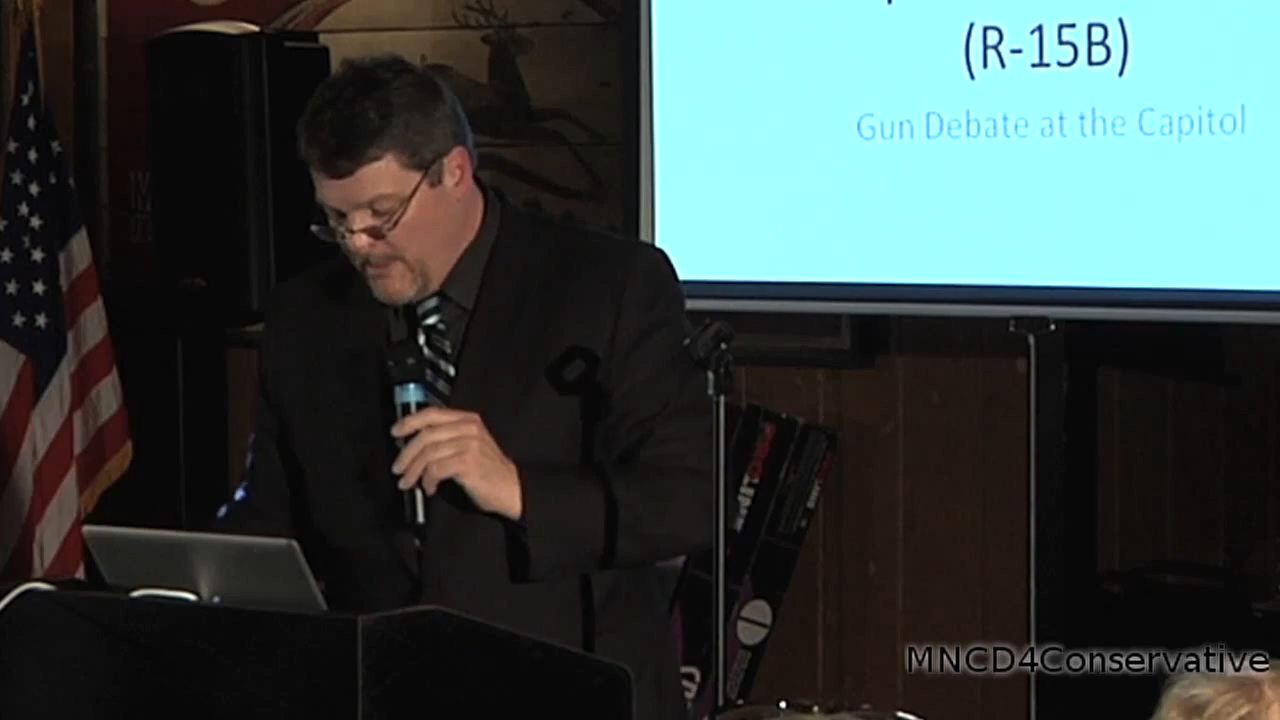 (R-15B)
Gun Debate at the Capitol
MNCD4Conservative